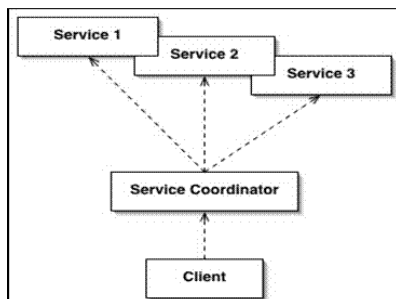 Service 1
Service 2
Service 3
Service Coordinator
Client